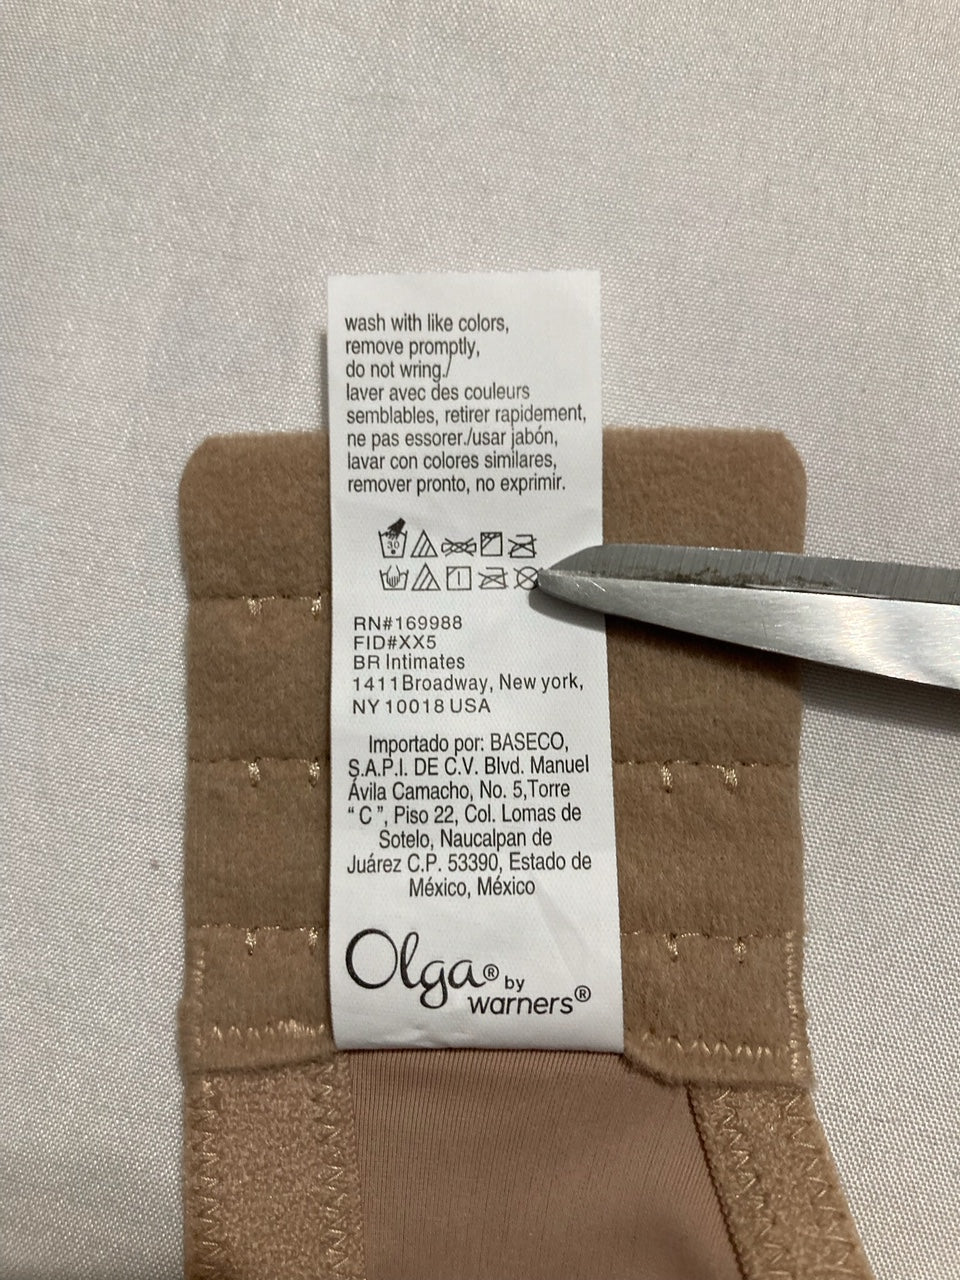 wash with like colors,
remove promptly,
do not wring./
laver avec des couleurs
semblables, retirer rapidement,
ne pas essorer./usar jabón,
lavar con colores similares,
remover pronto, no exprimir.
30
RN#169988
FID#XX5
BR Intimates
1411Broadway, New york,
NY 10018 USA
Importado por: BASECO,
S.A.P.I. DE C.V. Blvd. Manuel
Ávila Camacho, No. 5,Torre
“ C ”, Piso 22, Col. Lomas de
Sotelo, Naucalpan de
Juárez C.P. 53390, Estado de
México, México
Olga® by
warners®